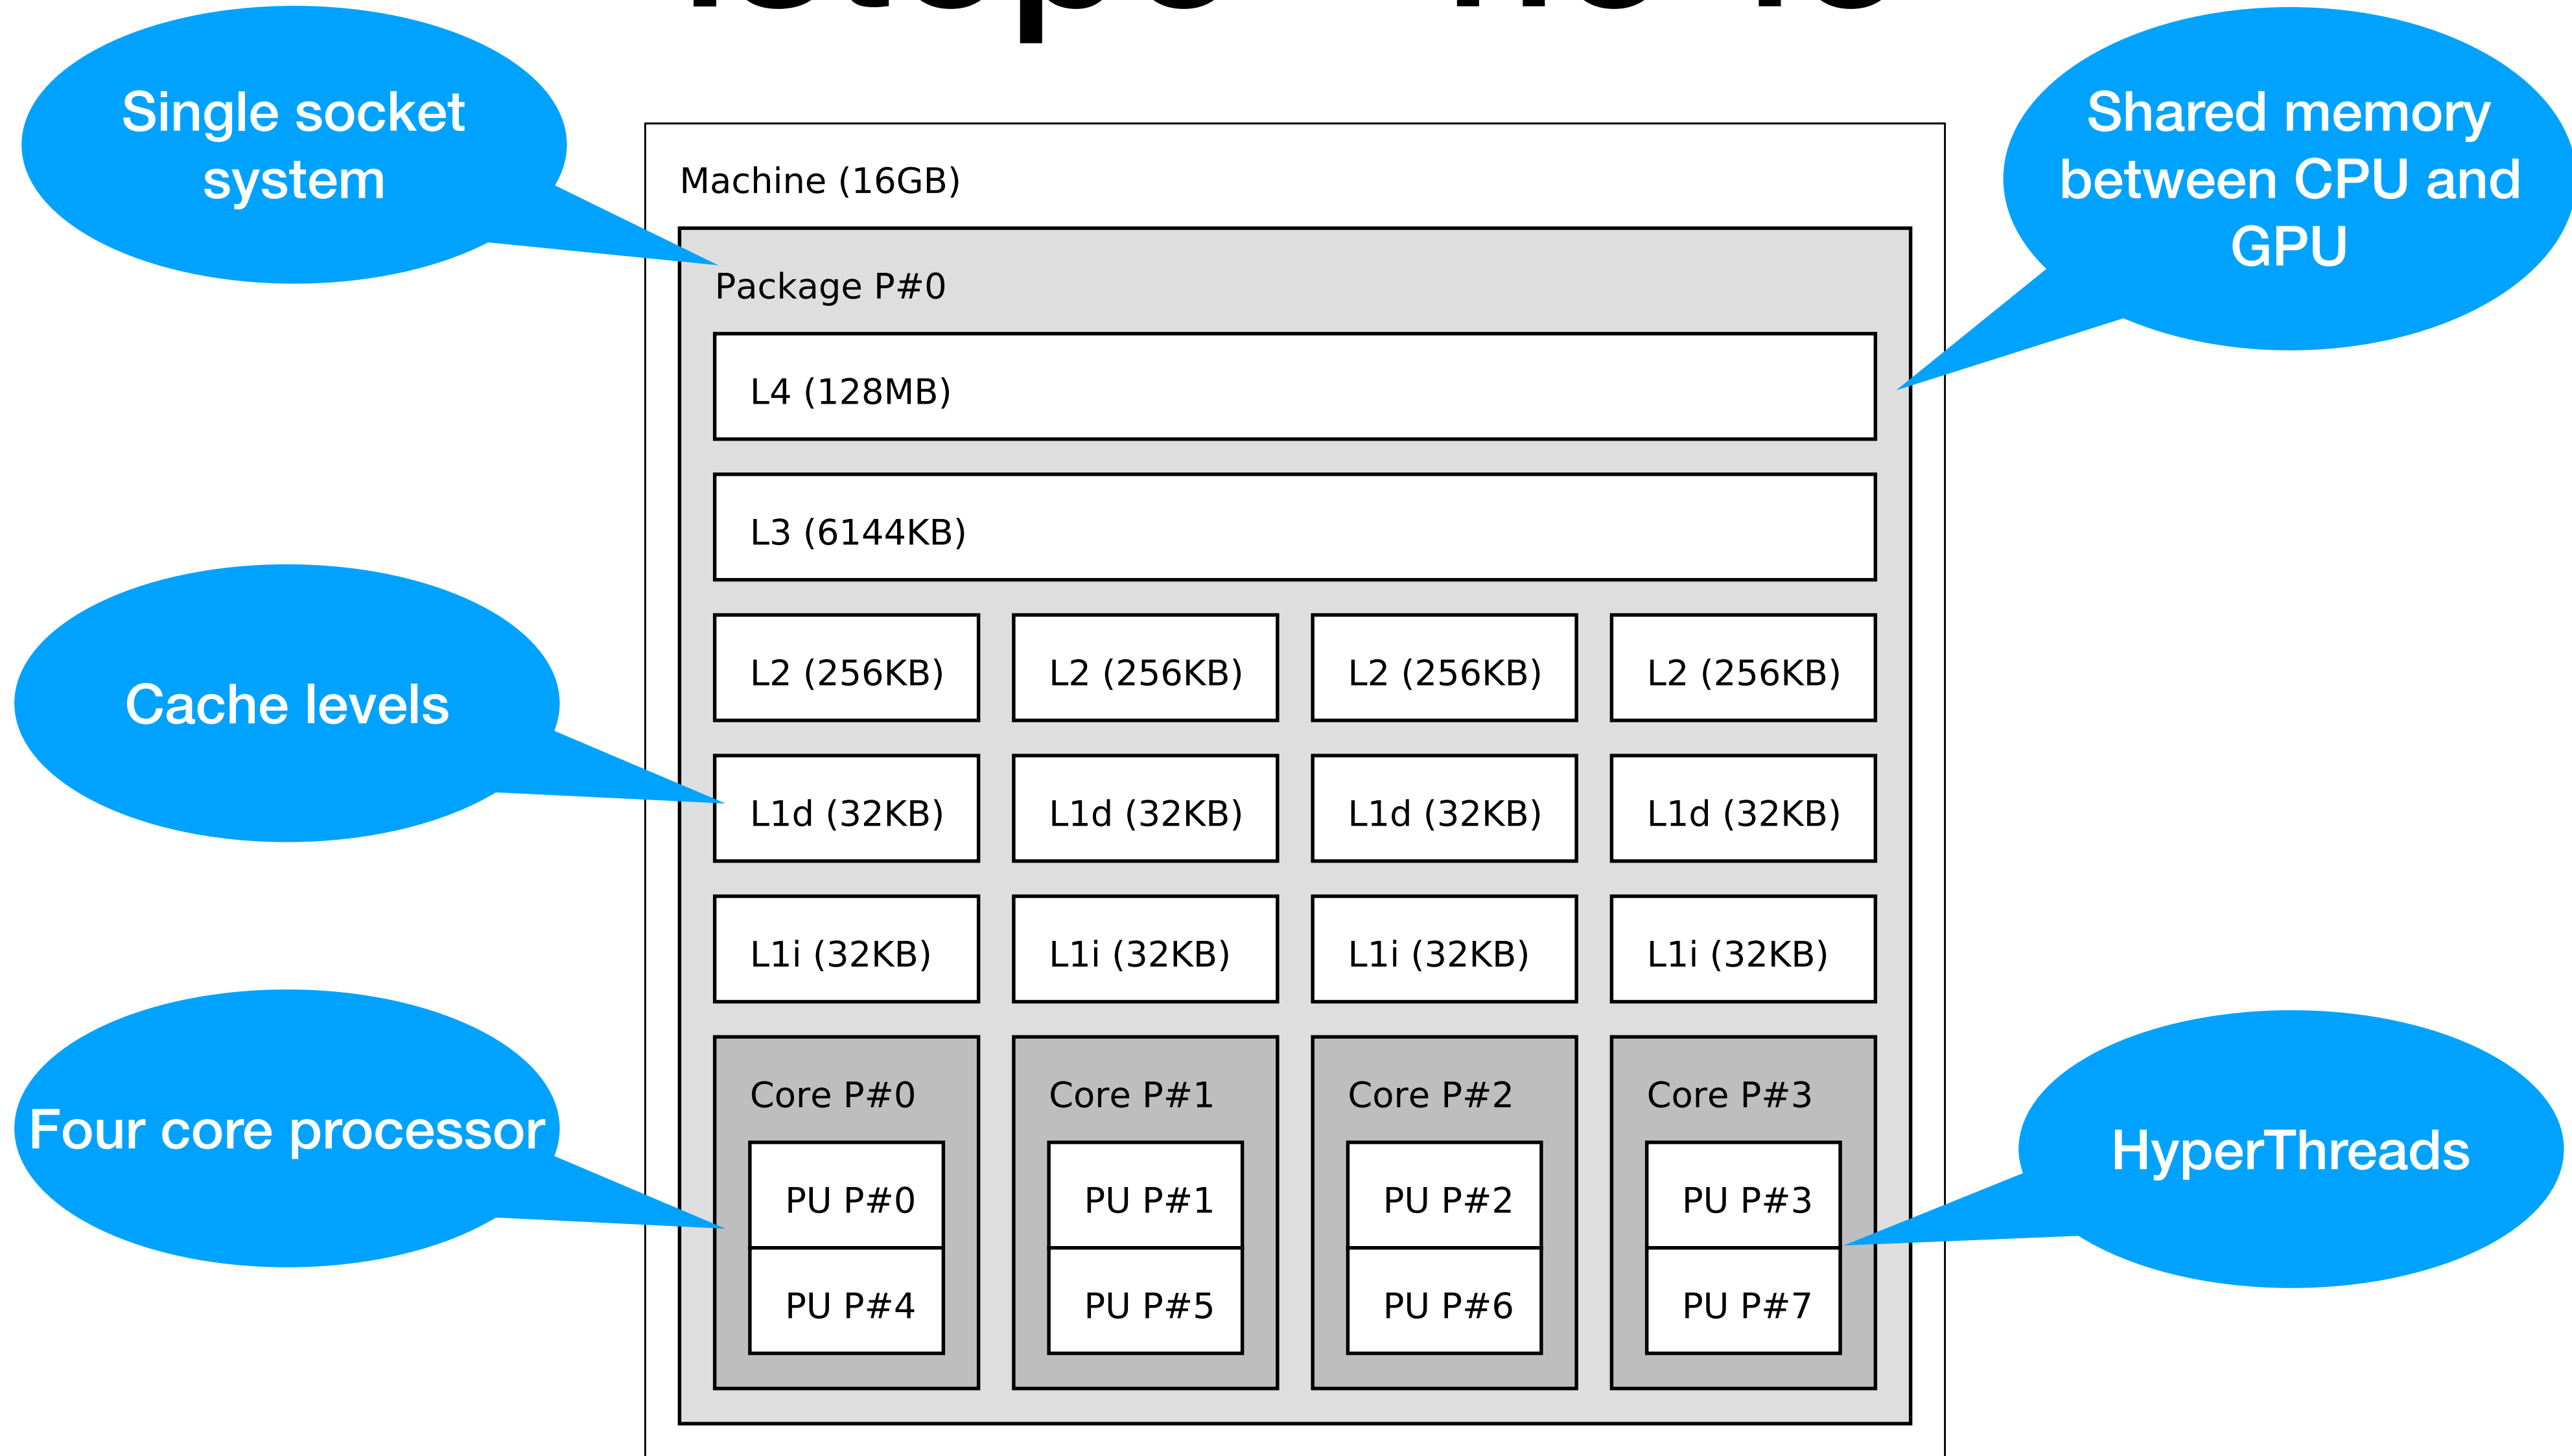 Single socket
system
Shared memory
between CPU and
GPU
Machine (16GB)
Package P#0
L4 (128MB)
L3 (6144KB)
L2 (256KB) L2 (256KB) L2 (256KB) L2 (256KB)
Cache levels
L1d (32KB) L1d (32KB) L1d (32KB) L1d (32KB)
L1i (32KB) L1i (32KB) L1i (32KB) L1i (32KB)
Core P#0 Core P#1 Core P#2 Core P#3
Four core processor
HyperThreads
PU P#0 PU P#1 PU P#2 PU P#3
PU P#4 PU P#5 PU P#6 PU P#7